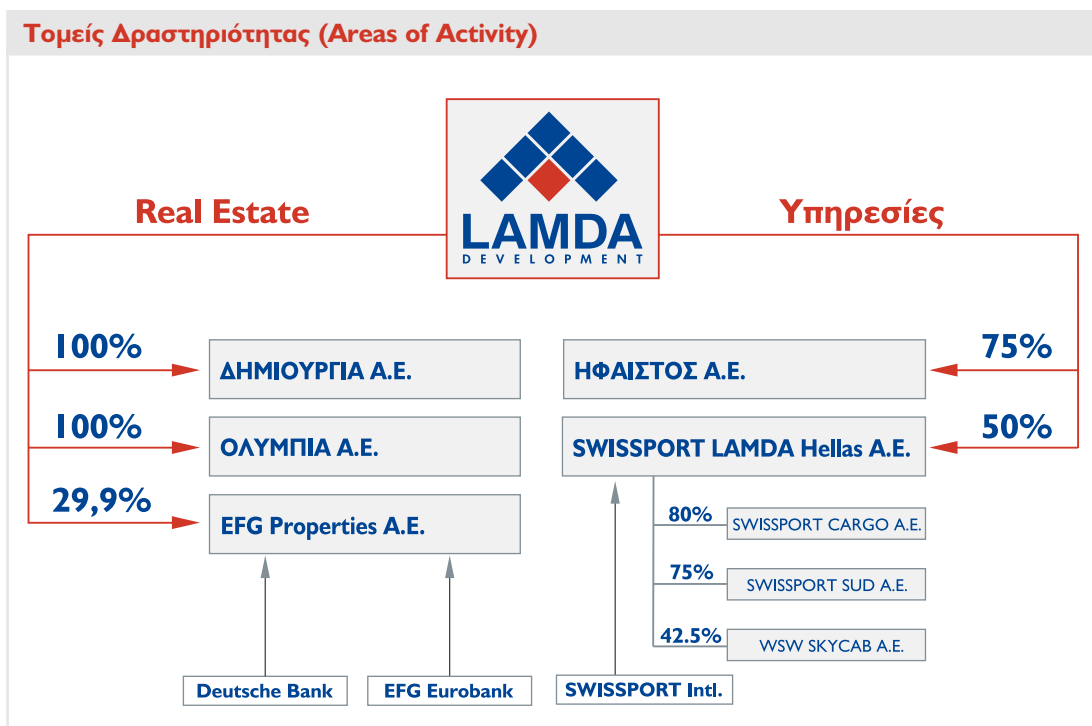 Τομείς Δραστηριότητας (Areas of Activity)
LAMDA
DEVELOPMENT
Real Estate
Υπηρεσίες
100%
ΔΗΜΙΟΥΡΓΙΑ Α.Ε.
100%
ΟΛΥΜΠΙΑ Α.Ε.
29,9%
EFG Properties A.E.
Deutsche Bank
EFG Eurobank
75%
ΗΦΑΙΣΤΟΣ Α.Ε.
50%
SWISSPORT LAMDA Hellas A.E.
80%
SWISSPORT CARGO A.E.
75%
SWISSPORT SUD A.E.
42.5%
WSW SKYCAB A.E.
SWISSPORT Intl.